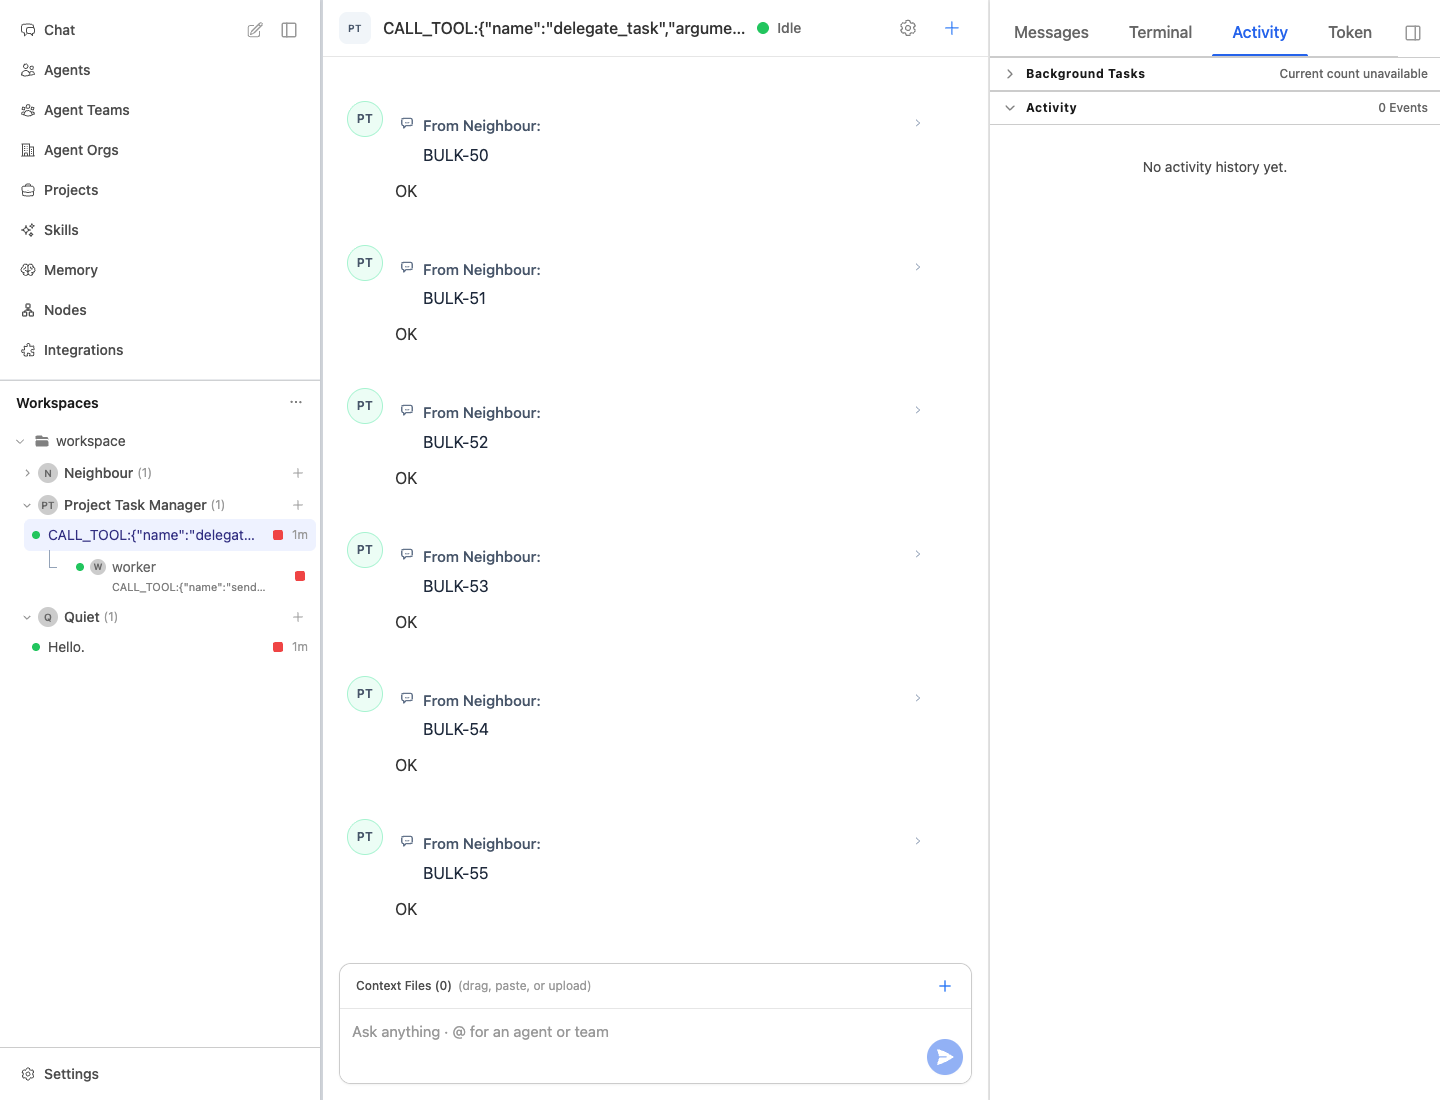 Chat
Agents
Agent Teams
Agent Orgs
Projects
Skills
Memory
Nodes
Integrations
Workspaces
workspace
N Neighbour (1)
PT Project Task Manager (1)
CALL_TOOL:{"name":"delegat... 1m
W worker
CALL_TOOL:{"name":"send...
Q Quiet (1)
Hello. 1m
Settings
PT CALL_TOOL:{"name":"delegate_task","argume... Idle
PT From Neighbour:
BULK-50
OK
PT From Neighbour:
BULK-51
OK
PT From Neighbour:
BULK-52
OK
PT From Neighbour:
BULK-53
OK
PT From Neighbour:
BULK-54
OK
PT From Neighbour:
BULK-55
OK
Context Files (0) (drag, paste, or upload)
Ask anything · @ for an agent or team
Messages Terminal Activity Token
Background Tasks Current count unavailable
Activity 0 Events
No activity history yet.